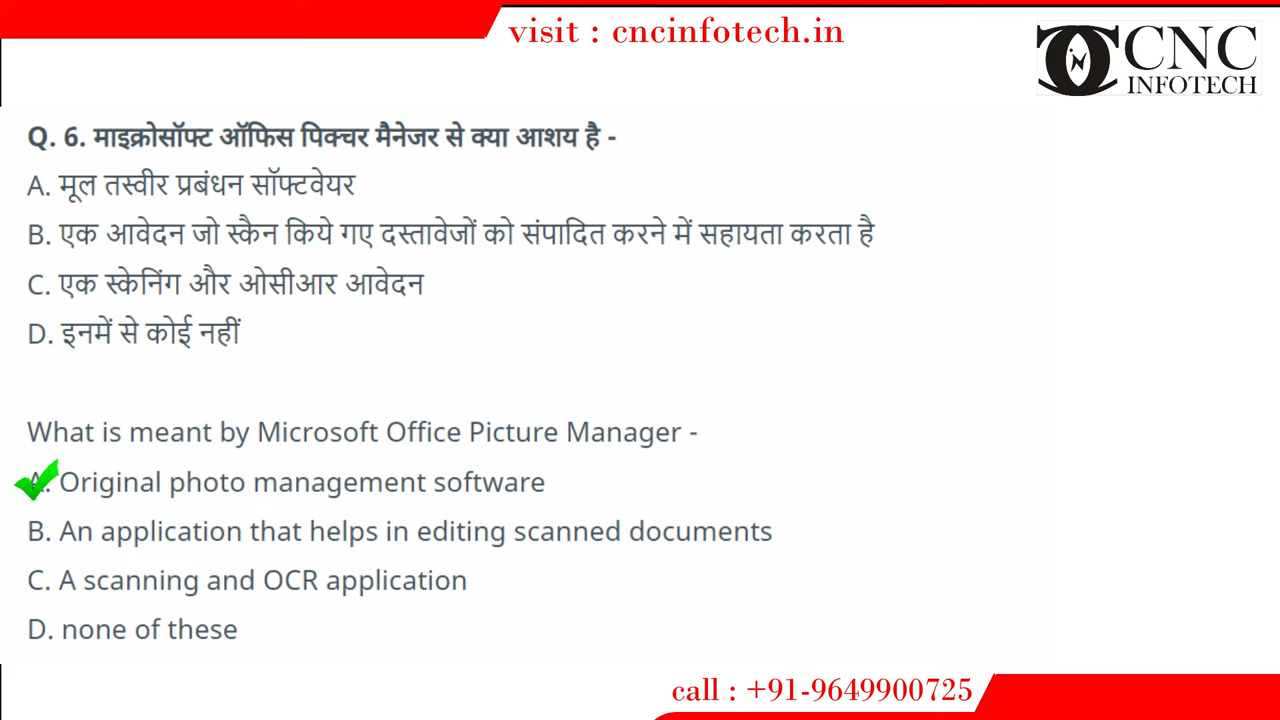 visit : cncinfotech.in
CNC
INFOTECH
Q. 6. माइक्रोसॉफ्ट ऑफिस पिक्चर मैनेजर से क्या आशय है -
A. मूल तस्वीर प्रबंधन सॉफ्टवेयर
B. एक आवेदन जो स्कैन किये गए दस्तावेजों को संपादित करने में सहायता करता है
C. एक स्केनिंग और ओसीआर आवेदन
D. इनमें से कोई नहीं
What is meant by Microsoft Office Picture Manager -
A. Original photo management software
B. An application that helps in editing scanned documents
C. A scanning and OCR application
D. none of these
call : +91-9649900725